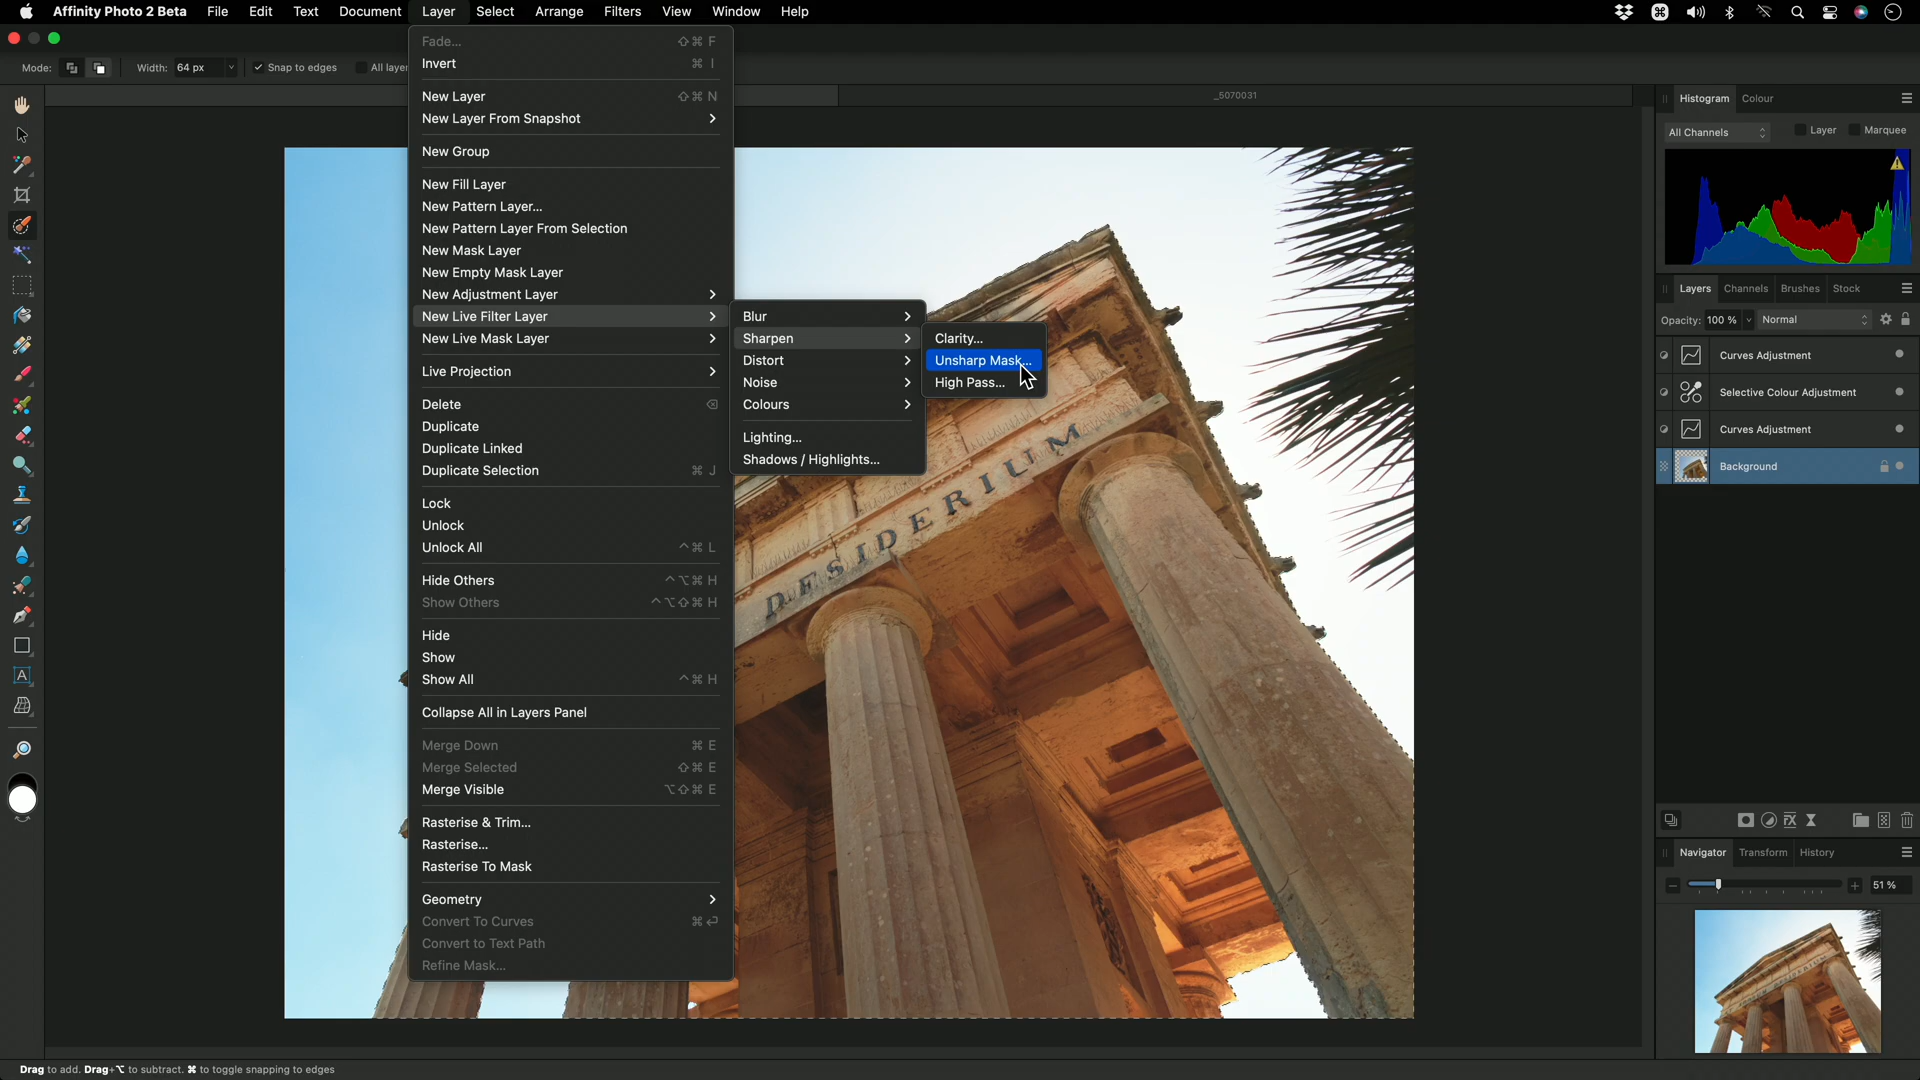 Affinity Photo 2 Beta File Edit Text Document Layer Select Arrange Filters View Window Help
Mode: Width: 64 px Snap to edges All layer
_5070031
Fade... ⇧⌘ F
Invert ⌘ I
New Layer ⇧⌘ N
New Layer From Snapshot
New Group
New Fill Layer
New Pattern Layer...
New Pattern Layer From Selection
New Mask Layer
New Empty Mask Layer
New Adjustment Layer
New Live Filter Layer
New Live Mask Layer
Live Projection
Delete ⌫
Duplicate
Duplicate Linked
Duplicate Selection ⌘ J
Lock
Unlock
Unlock All ^⌘ L
Hide Others ^⌥⌘ H
Show Others ^⌥⇧⌘ H
Hide
Show
Show All ^⌘ H
Collapse All in Layers Panel
Merge Down ⌘ E
Merge Selected ⇧⌘ E
Merge Visible ⌥⇧⌘ E
Rasterise & Trim...
Rasterise...
Rasterise To Mask
Geometry
Convert To Curves ⌘⏎
Convert to Text Path
Refine Mask...
Blur
Sharpen
Distort
Noise
Colours
Lighting...
Shadows / Highlights...
Clarity...
Unsharp Mask...
High Pass...
DESIDERIUM
Histogram Colour
All Channels Layer Marquee
Layers Channels Brushes Stock
Opacity: 100 % Normal
Curves Adjustment
Selective Colour Adjustment
Curves Adjustment
Background
Navigator Transform History
51 %
Drag to add. Drag+⌥ to subtract. ⌘ to toggle snapping to edges